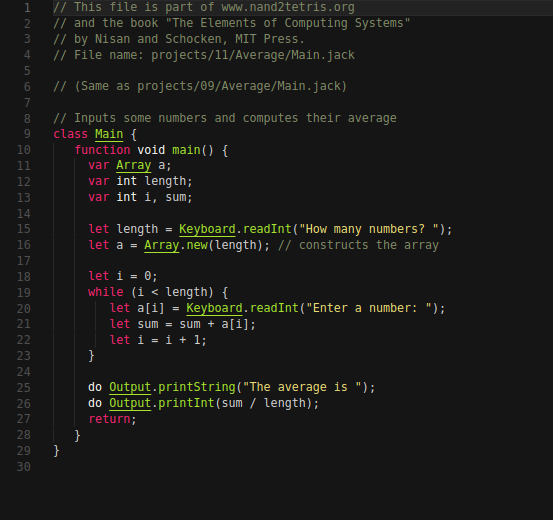 1 // This file is part of www.nand2tetris.org
2 // and the book "The Elements of Computing Systems"
3 // by Nisan and Schocken, MIT Press.
4 // File name: projects/11/Average/Main.jack
5
6 // (Same as projects/09/Average/Main.jack)
7
8 // Inputs some numbers and computes their average
9 class Main {
10    function void main() {
11      var Array a;
12      var int length;
13      var int i, sum;
14
15      let length = Keyboard.readInt("How many numbers? ");
16      let a = Array.new(length); // constructs the array
17
18      let i = 0;
19      while (i < length) {
20         let a[i] = Keyboard.readInt("Enter a number: ");
21         let sum = sum + a[i];
22         let i = i + 1;
23      }
24
25      do Output.printString("The average is ");
26      do Output.printInt(sum / length);
27      return;
28    }
29 }
30